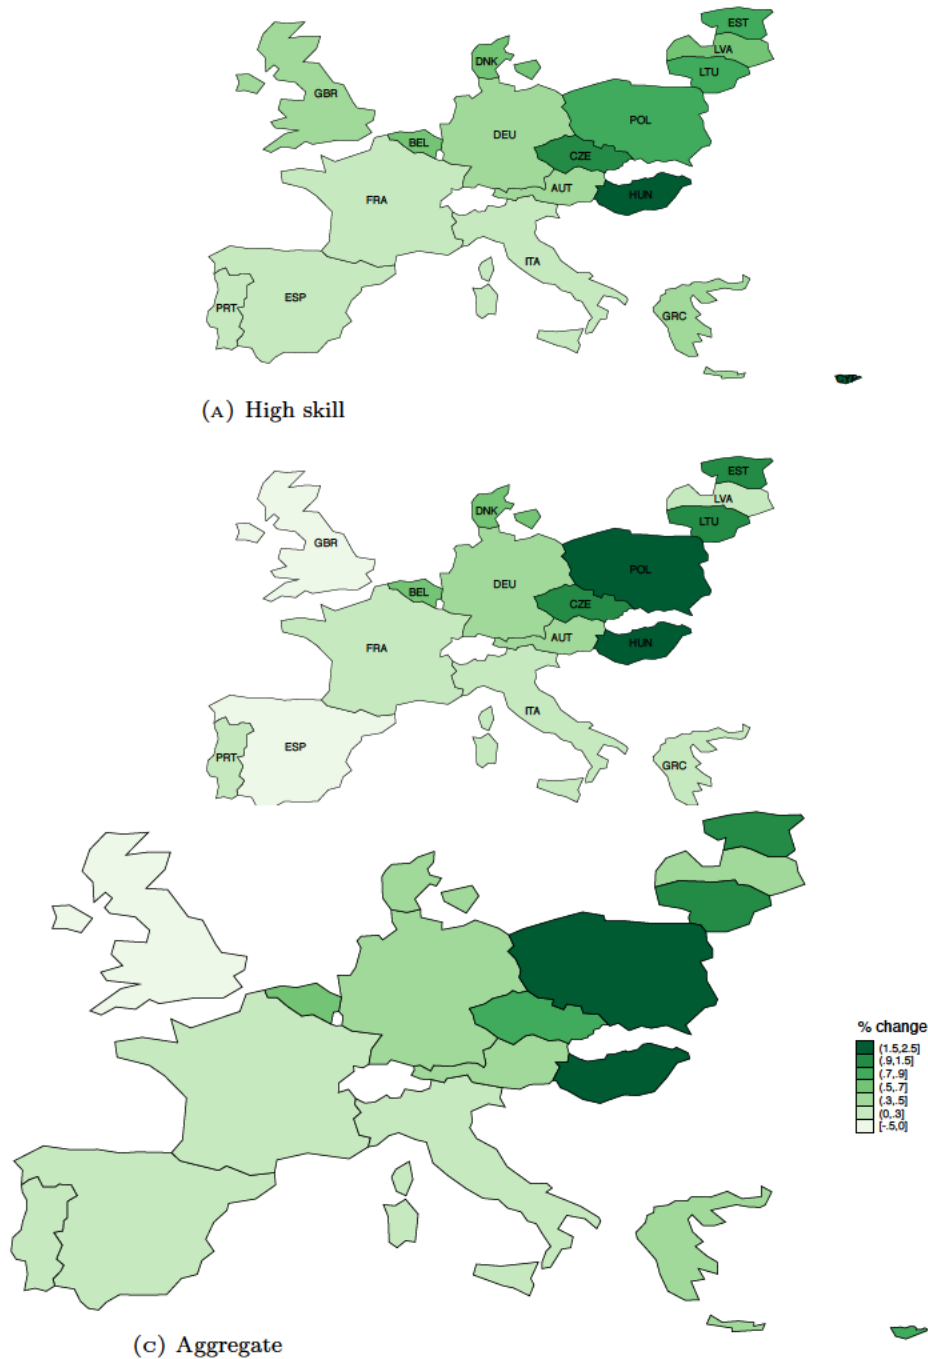 EST
LVA
LTU
DNK
GBR
POL
DEU
BEL
CZE
AUT
HUN
FRA
ITA
ESP
PRT
GRC
CYP
(A) High skill
EST
LVA
LTU
DNK
GBR
POL
DEU
BEL
CZE
AUT
HUN
FRA
ITA
ESP
PRT
GRC
% change
(1.5,2.5]
(.9,1.5]
(.7,.9]
(.5,.7]
(.3,.5]
(0,.3]
[-.5,0]
(C) Aggregate